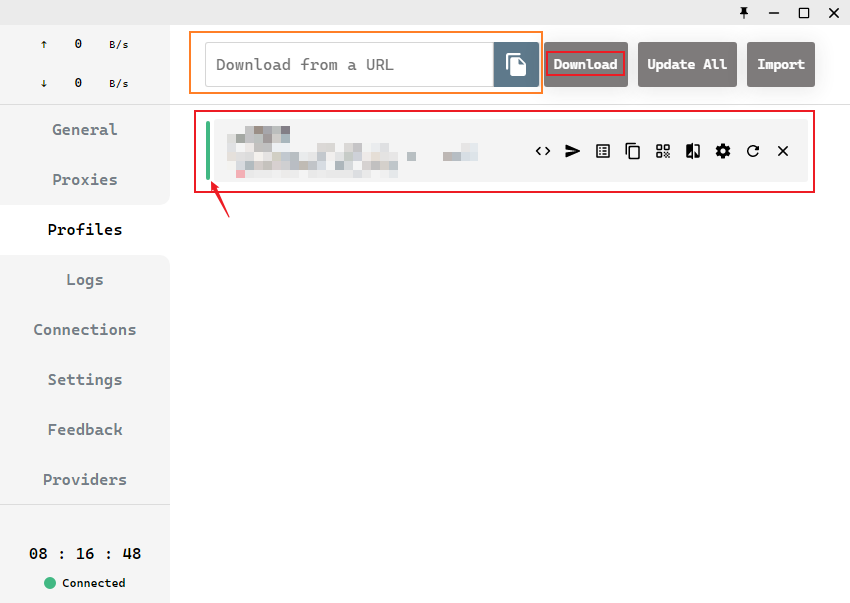 ↑ 0 B/s
Download from a URL
Download
Update All
Import
↓ 0 B/s
General
Proxies
Profiles
Logs
Connections
Settings
Feedback
Providers
08 : 16 : 48
Connected